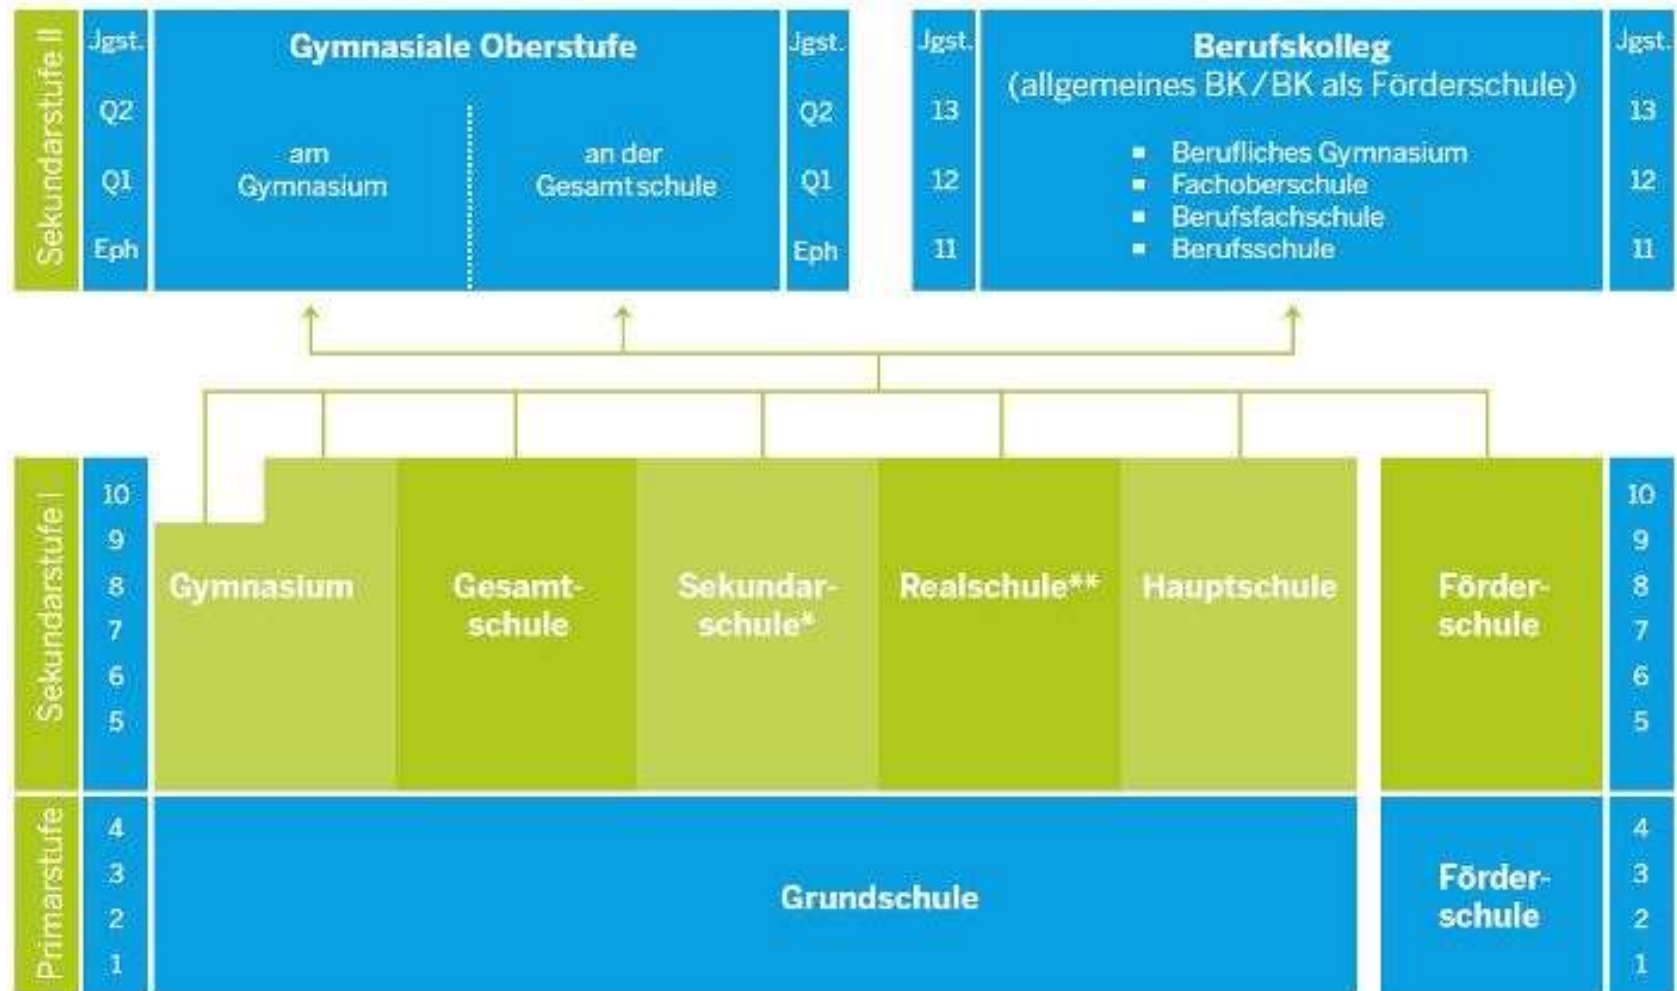 Sekundarstufe II
Jgst.
Q2
Q1
Eph
Gymnasiale Oberstufe
am
Gymnasium
an der
Gesamtschule
Jgst.
Q2
Q1
Eph
Jgst.
13
12
11
Berufskolleg
(allgemeines BK/BK als Förderschule)
▪ Berufliches Gymnasium
▪ Fachoberschule
▪ Berufsfachschule
▪ Berufsschule
Jgst.
13
12
11
Sekundarstufe I
10
9
8
7
6
5
Gymnasium
Gesamt-
schule
Sekundar-
schule*
Realschule**
Hauptschule
Förder-
schule
10
9
8
7
6
5
Primarstufe
4
3
2
1
Grundschule
Förder-
schule
4
3
2
1